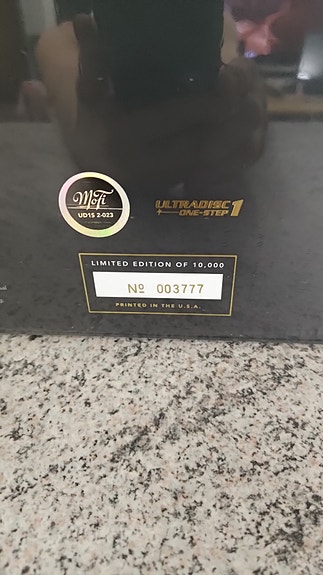 MoFi
UD1S 2-023
ULTRADISC
ONE-STEP 1
LIMITED EDITION OF 10,000
Nº 003777
PRINTED IN THE U.S.A.